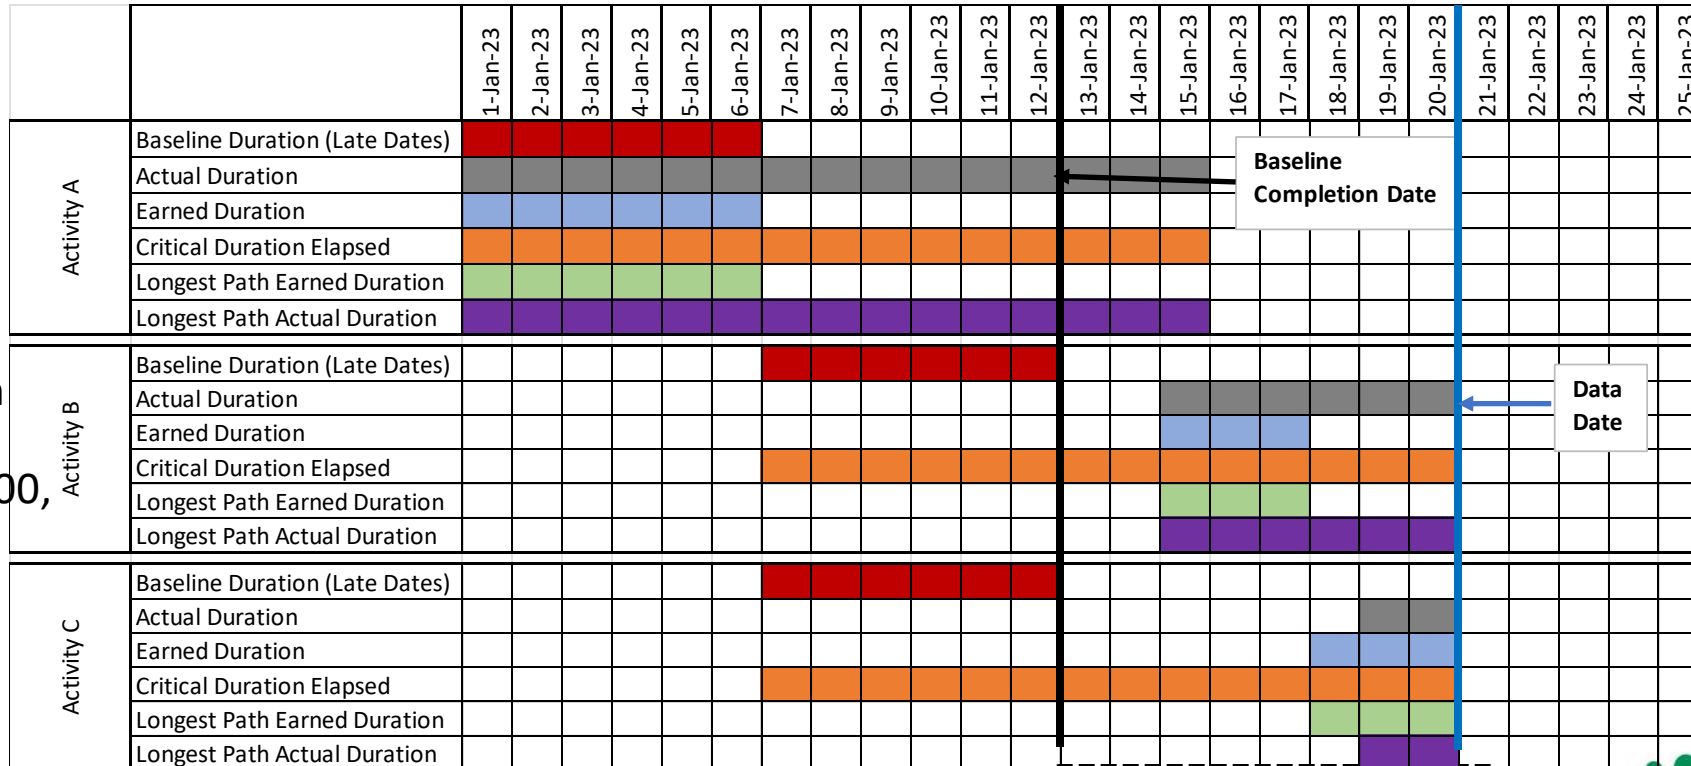 1-Jan-23
2-Jan-23
3-Jan-23
4-Jan-23
5-Jan-23
6-Jan-23
7-Jan-23
8-Jan-23
9-Jan-23
10-Jan-23
11-Jan-23
12-Jan-23
13-Jan-23
14-Jan-23
15-Jan-23
16-Jan-23
17-Jan-23
18-Jan-23
19-Jan-23
20-Jan-23
21-Jan-23
22-Jan-23
23-Jan-23
24-Jan-23
25-Jan-23
Activity A
Baseline Duration (Late Dates)
Actual Duration
Earned Duration
Critical Duration Elapsed
Longest Path Earned Duration
Longest Path Actual Duration
Baseline
Completion Date
Activity B
Baseline Duration (Late Dates)
Actual Duration
Earned Duration
Critical Duration Elapsed
Longest Path Earned Duration
Longest Path Actual Duration
Data
Date
00,
Activity C
Baseline Duration (Late Dates)
Actual Duration
Earned Duration
Critical Duration Elapsed
Longest Path Earned Duration
Longest Path Actual Duration